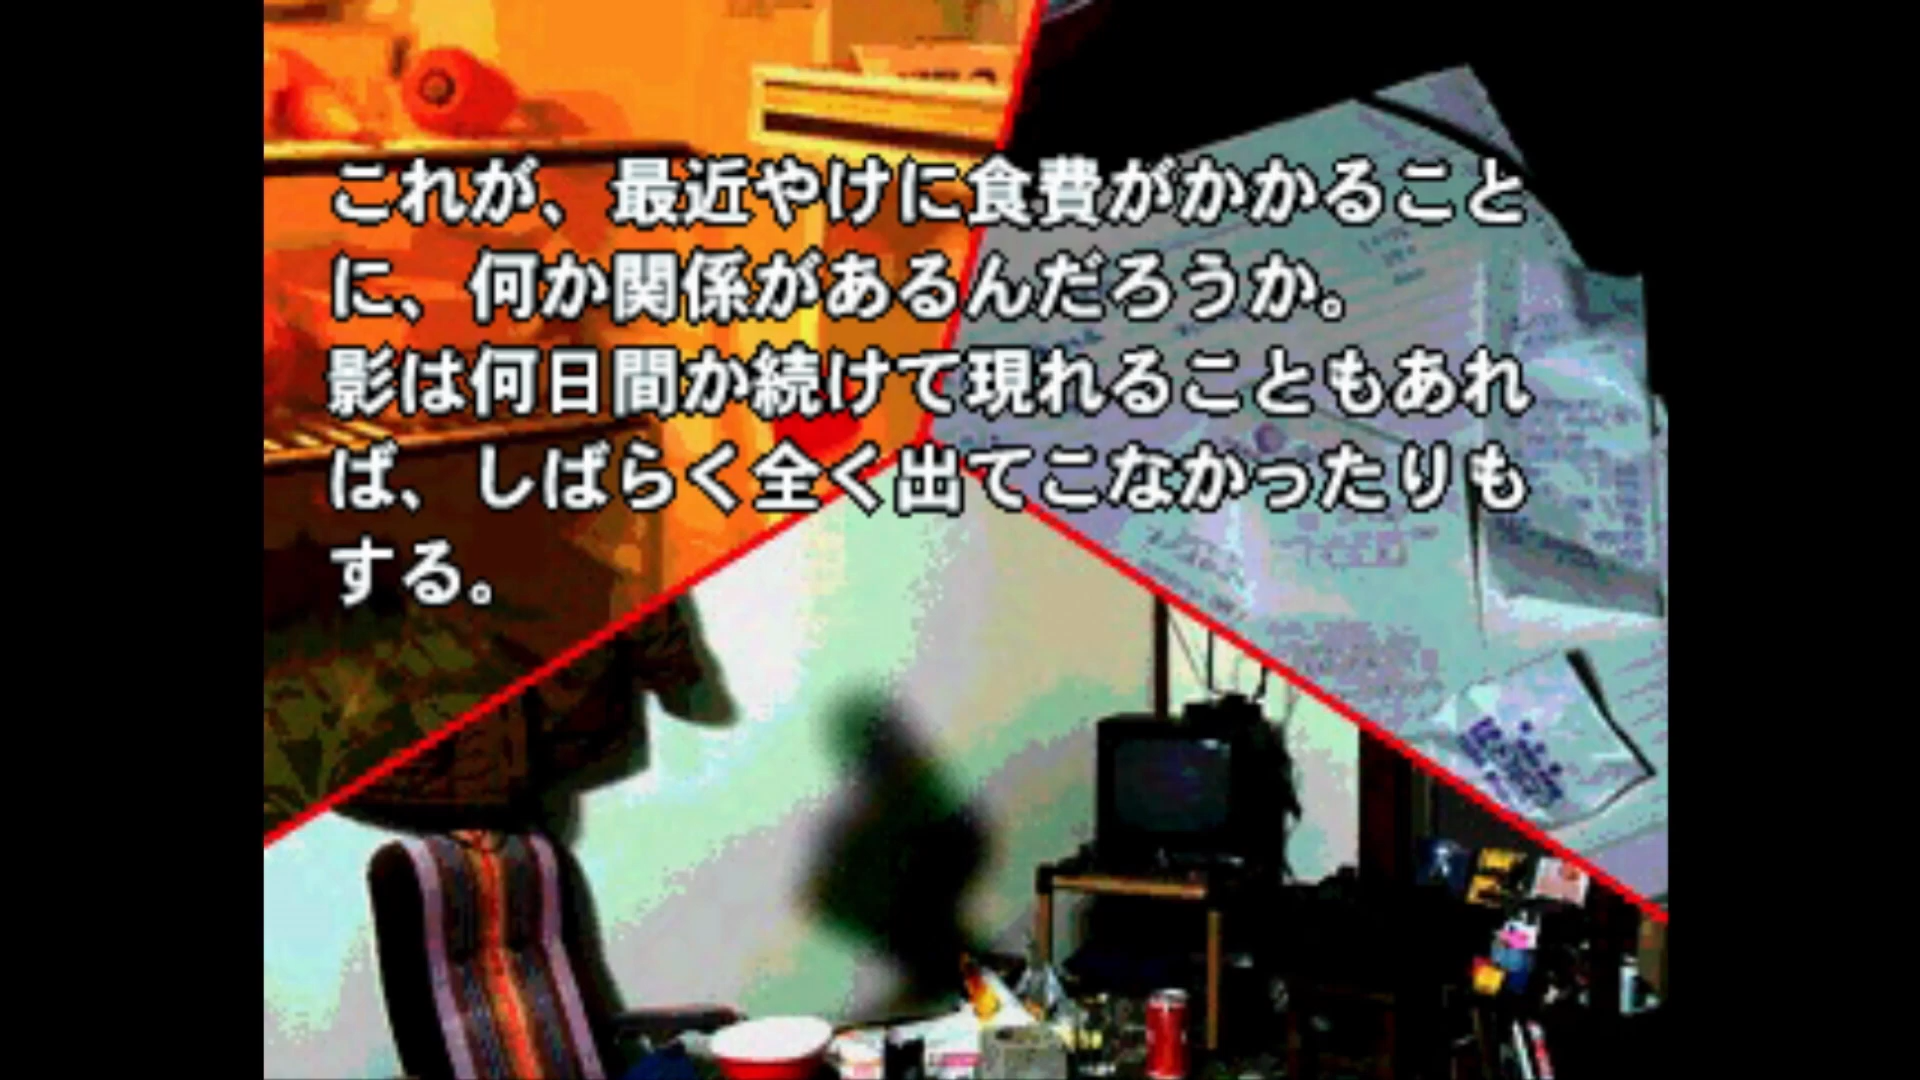 これが、最近やけに食費がかかること
に、何か関係があるんだろうか。
影は何日間か続けて現れることもあれ
ば、しばらく全く出てこなかったりも
する。